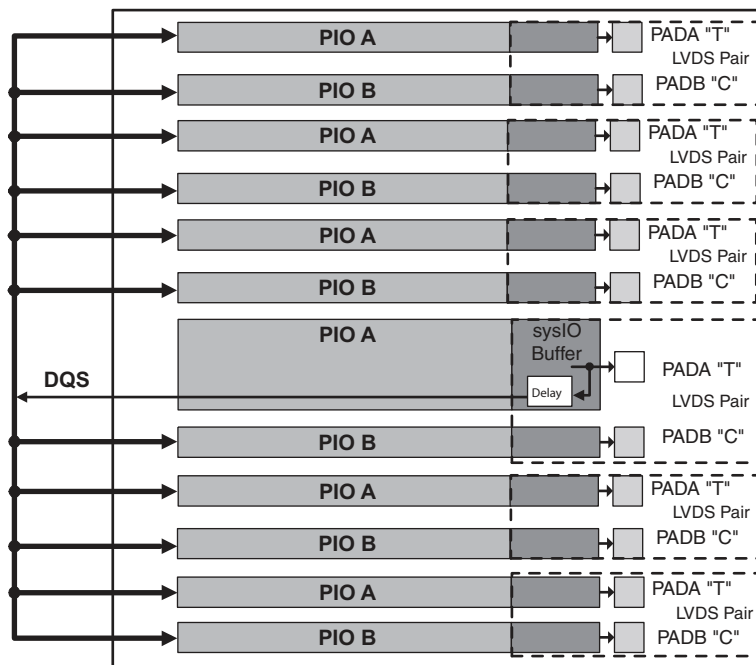 PIO A
PADA "T"
LVDS Pair
PIO B
PADB "C"
PIO A
PADA "T"
LVDS Pair
PIO B
PADB "C"
PIO A
PADA "T"
LVDS Pair
PIO B
PADB "C"
PIO A
sysIO
Buffer
PADA "T"
DQS
Delay
LVDS Pair
PIO B
PADB "C"
PIO A
PADA "T"
LVDS Pair
PIO B
PADB "C"
PIO A
PADA "T"
LVDS Pair
PIO B
PADB "C"